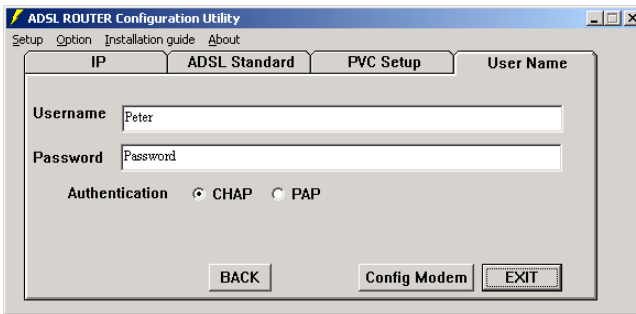 ADSL ROUTER Configuration Utility
Setup Option Installation guide About
IP ADSL Standard PVC Setup User Name
Username Peter
Password Password
Authentication CHAP PAP
BACK Config Modem EXIT